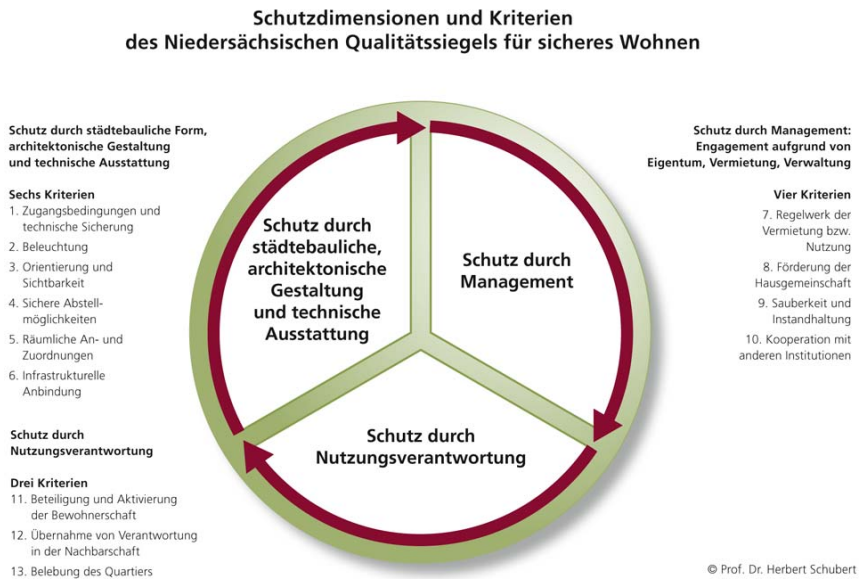 Schutzdimensionen und Kriterien
des Niedersächsischen Qualitätssiegels für sicheres Wohnen
Schutz durch städtebauliche Form,
architektonische Gestaltung
und technische Ausstattung
Sechs Kriterien
1. Zugangsbedingungen und
technische Sicherung
2. Beleuchtung
3. Orientierung und
Sichtbarkeit
4. Sichere Abstell-
möglichkeiten
5. Räumliche An- und
Zuordnungen
6. Infrastrukturelle
Anbindung
Schutz durch
Nutzungsverantwortung
Drei Kriterien
11. Beteiligung und Aktivierung
der Bewohnerschaft
12. Übernahme von Verantwortung
in der Nachbarschaft
13. Belebung des Quartiers
Schutz durch
städtebauliche,
architektonische
Gestaltung
und technische
Ausstattung
Schutz durch
Management
Schutz durch
Nutzungsverantwortung
Schutz durch Management:
Engagement aufgrund von
Eigentum, Vermietung, Verwaltung
Vier Kriterien
7. Regelwerk der
Vermietung bzw.
Nutzung
8. Förderung der
Hausgemeinschaft
9. Sauberkeit und
Instandhaltung
10. Kooperation mit
anderen Institutionen
© Prof. Dr. Herbert Schubert